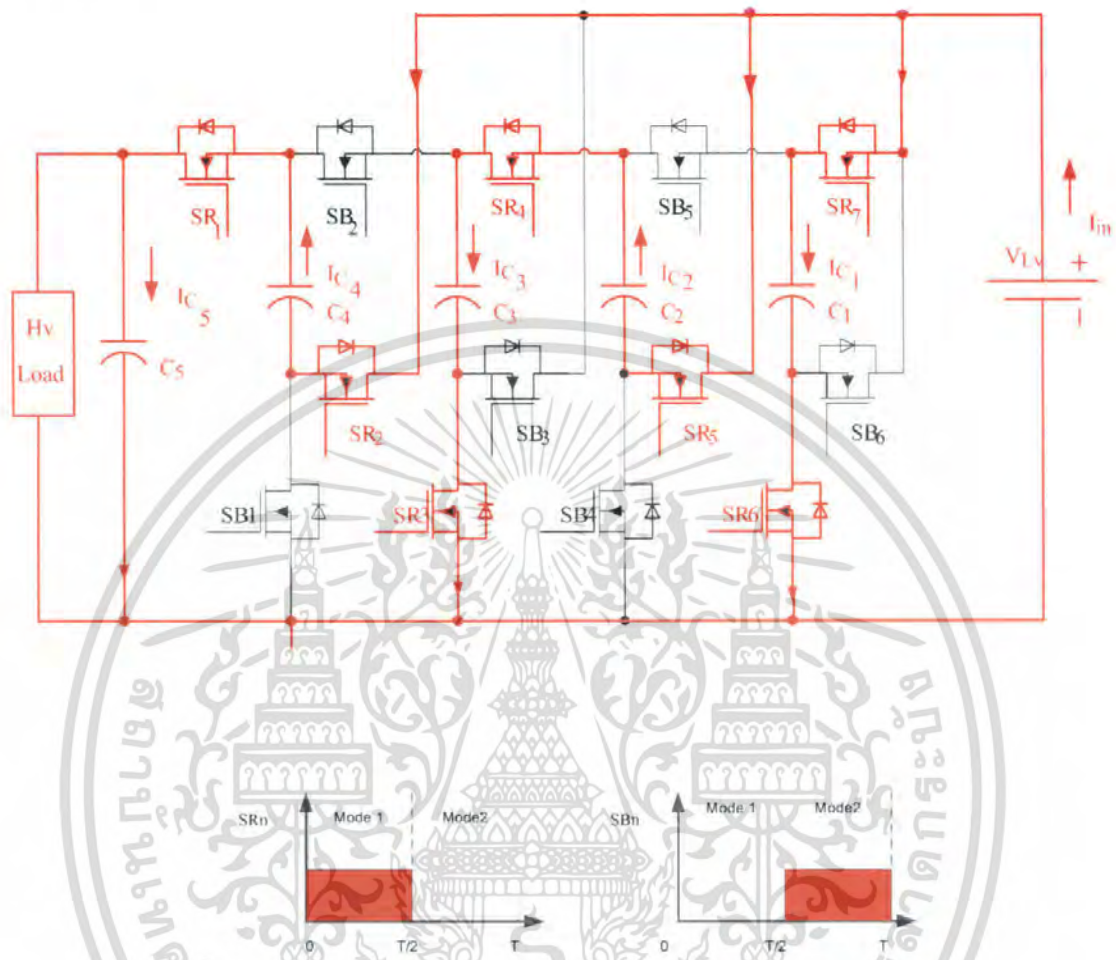 SR1
SB2
SR4
SB5
SR7
Iin
VLv
+
IC5
IC4
IC3
IC2
IC1
C4
C3
C2
C1
Hv
Load
C5
SR2
SB3
SR5
SB6
SB1
SR3
SB4
SR6
SRn
Mode 1
Mode2
SBn
Mode 1
Mode2
0
T/2
T
0
T/2
T